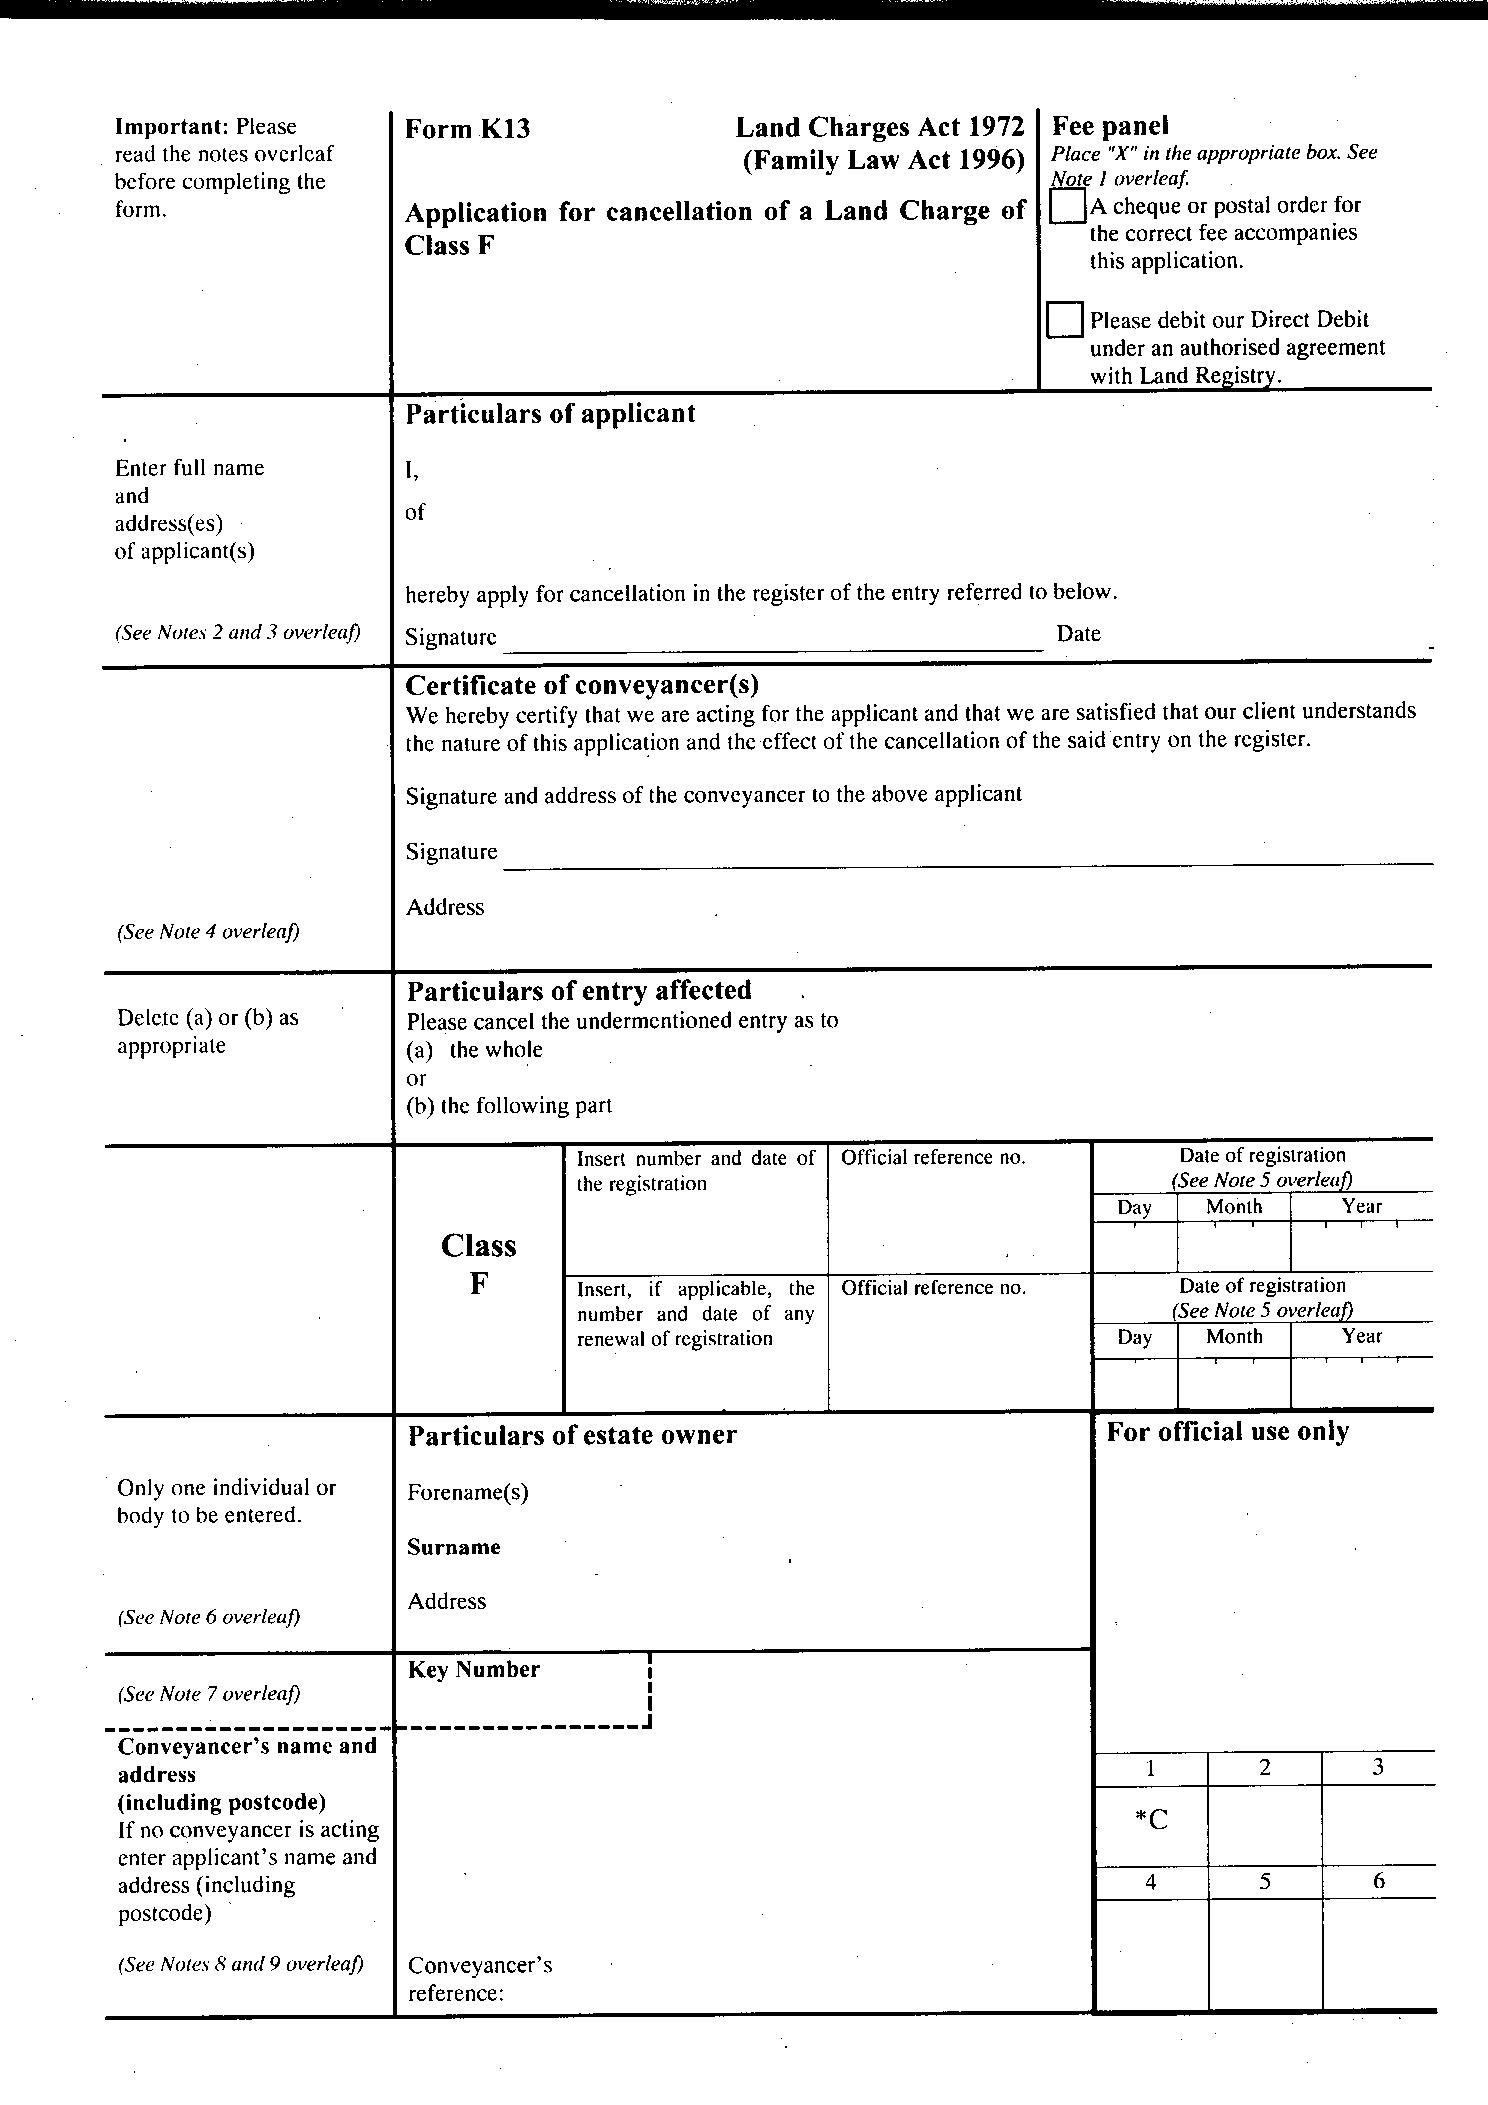 Important: Please
read the notes overleaf
before completing the
form.
Form K13
Land Charges Act 1972
(Family Law Act 1996)
Application for cancellation of a Land Charge of
Class F
Fee panel
Place "X" in the appropriate box. See
Note 1 overleaf.
A cheque or postal order for
the correct fee accompanies
this application.
Please debit our Direct Debit
under an authorised agreement
with Land Registry.
Enter full name
and
address(es)
of applicant(s)
(See Notes 2 and 3 overleaf)
Particulars of applicant
I,
of
hereby apply for cancellation in the register of the entry referred to below.
Signature
Date
(See Note 4 overleaf)
Certificate of conveyancer(s)
We hereby certify that we are acting for the applicant and that we are satisfied that our client understands
the nature of this application and the effect of the cancellation of the said entry on the register.
Signature and address of the conveyancer to the above applicant
Signature
Address
Delete (a) or (b) as
appropriate
Particulars of entry affected
Please cancel the undermentioned entry as to
(a) the whole
or
(b) the following part
Class
F
Insert number and date of
the registration
Official reference no.
Date of registration
(See Note 5 overleaf)
Day Month Year
Insert, if applicable, the
number and date of any
renewal of registration
Official reference no.
Date of registration
(See Note 5 overleaf)
Day Month Year
Only one individual or
body to be entered.
(See Note 6 overleaf)
Particulars of estate owner
Forename(s)
Surname
Address
For official use only
(See Note 7 overleaf)
Key Number
Conveyancer's name and
address
(including postcode)
If no conveyancer is acting
enter applicant's name and
address (including
postcode)
(See Notes 8 and 9 overleaf)
Conveyancer's
reference:
1 2 3
*C
4 5 6